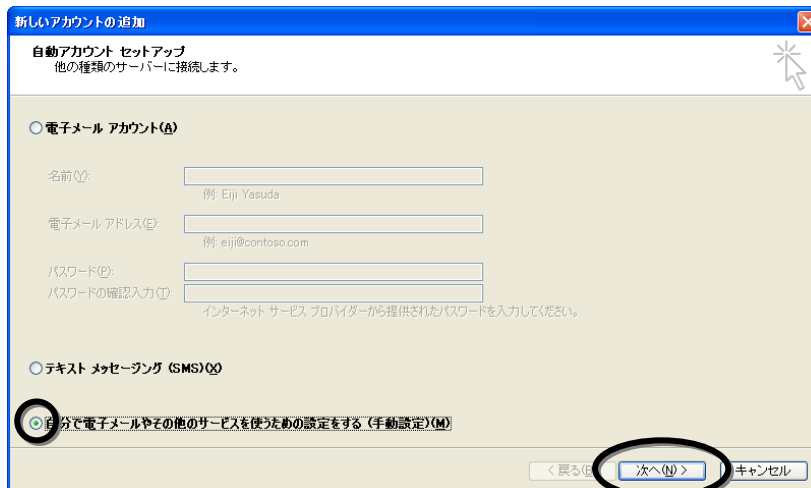 新しいアカウントの追加
自動アカウント セットアップ
他の種類のサーバーに接続します。
電子メール アカウント(A)
名前(Y):
例: Eiji Yasuda
電子メール アドレス(E):
例: eiji@contoso.com
パスワード(P):
パスワードの確認入力(T):
インターネット サービス プロバイダーから提供されたパスワードを入力してください。
テキスト メッセージング (SMS)(X)
自分で電子メールやその他のサービスを使うための設定をする (手動設定)(M)
< 戻る(B 次へ(N) > キャンセル